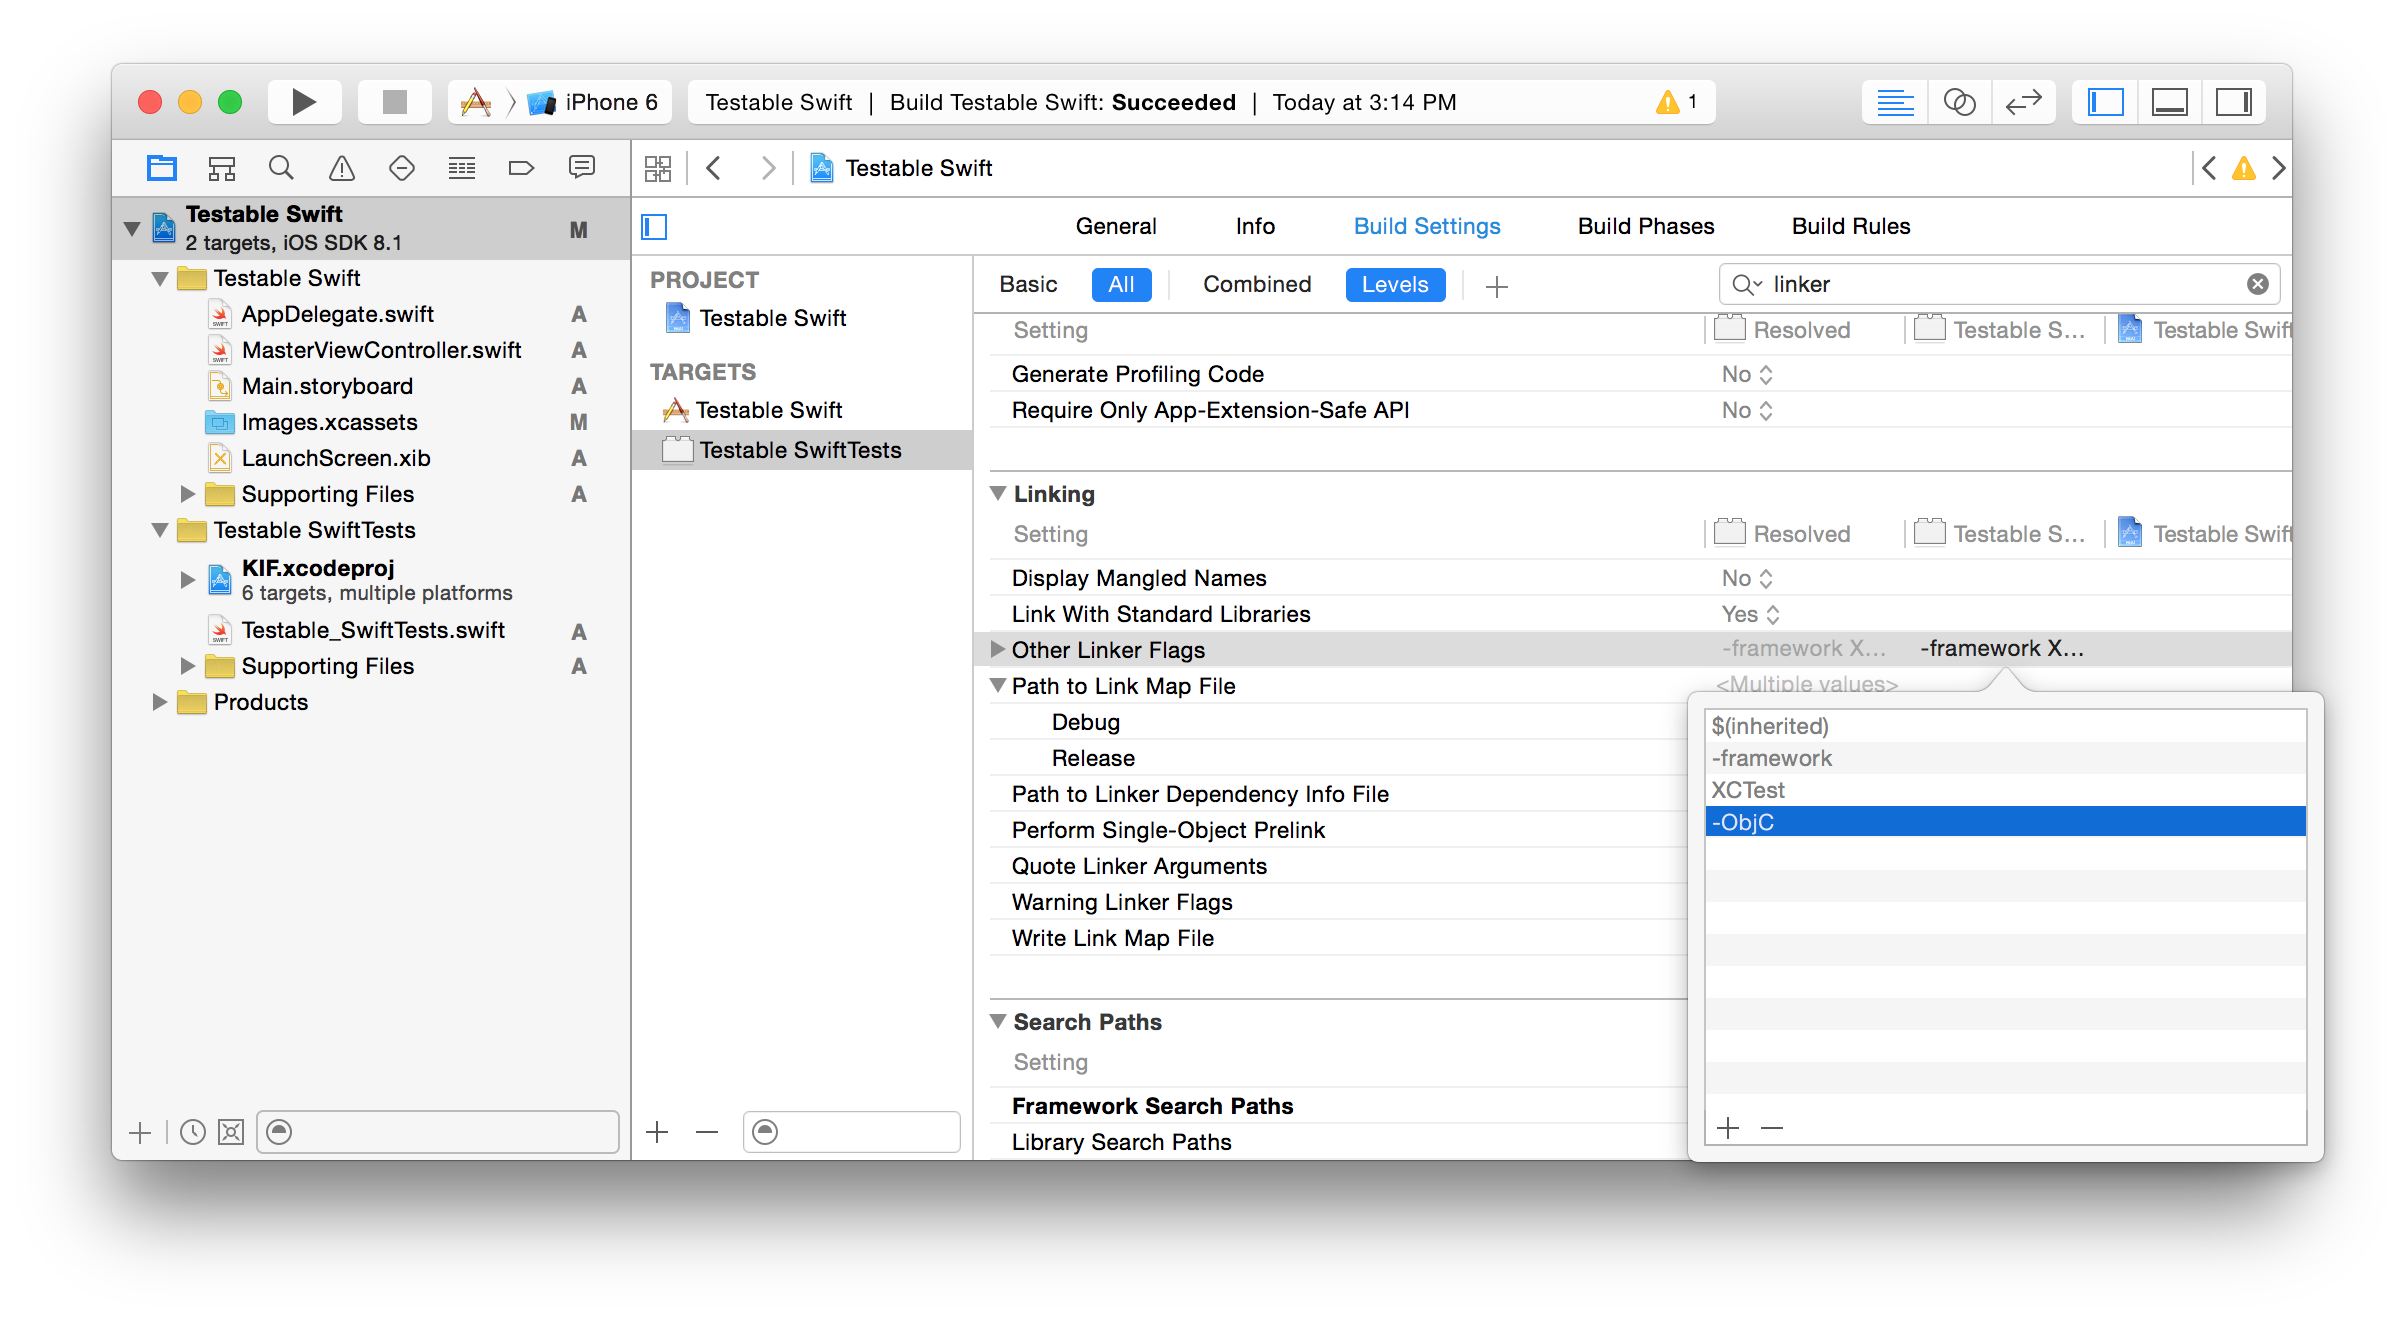 iPhone 6
Testable Swift | Build Testable Swift: Succeeded | Today at 3:14 PM
1
Testable Swift
Testable Swift
2 targets, iOS SDK 8.1
M
Testable Swift
AppDelegate.swift A
MasterViewController.swift A
Main.storyboard A
Images.xcassets M
LaunchScreen.xib A
Supporting Files A
Testable SwiftTests
KIF.xcodeproj
6 targets, multiple platforms
Testable_SwiftTests.swift A
Supporting Files A
Products
General Info Build Settings Build Phases Build Rules
PROJECT
Testable Swift
TARGETS
Testable Swift
Testable SwiftTests
Basic All Combined Levels
linker
Setting Resolved Testable S... Testable Swift
Generate Profiling Code No
Require Only App-Extension-Safe API No
Linking
Setting Resolved Testable S... Testable Swift
Display Mangled Names No
Link With Standard Libraries Yes
Other Linker Flags -framework X... -framework X...
Path to Link Map File <Multiple values>
Debug
Release
Path to Linker Dependency Info File
Perform Single-Object Prelink
Quote Linker Arguments
Warning Linker Flags
Write Link Map File
Search Paths
Setting
Framework Search Paths
Library Search Paths
$(inherited)
-framework
XCTest
-ObjC